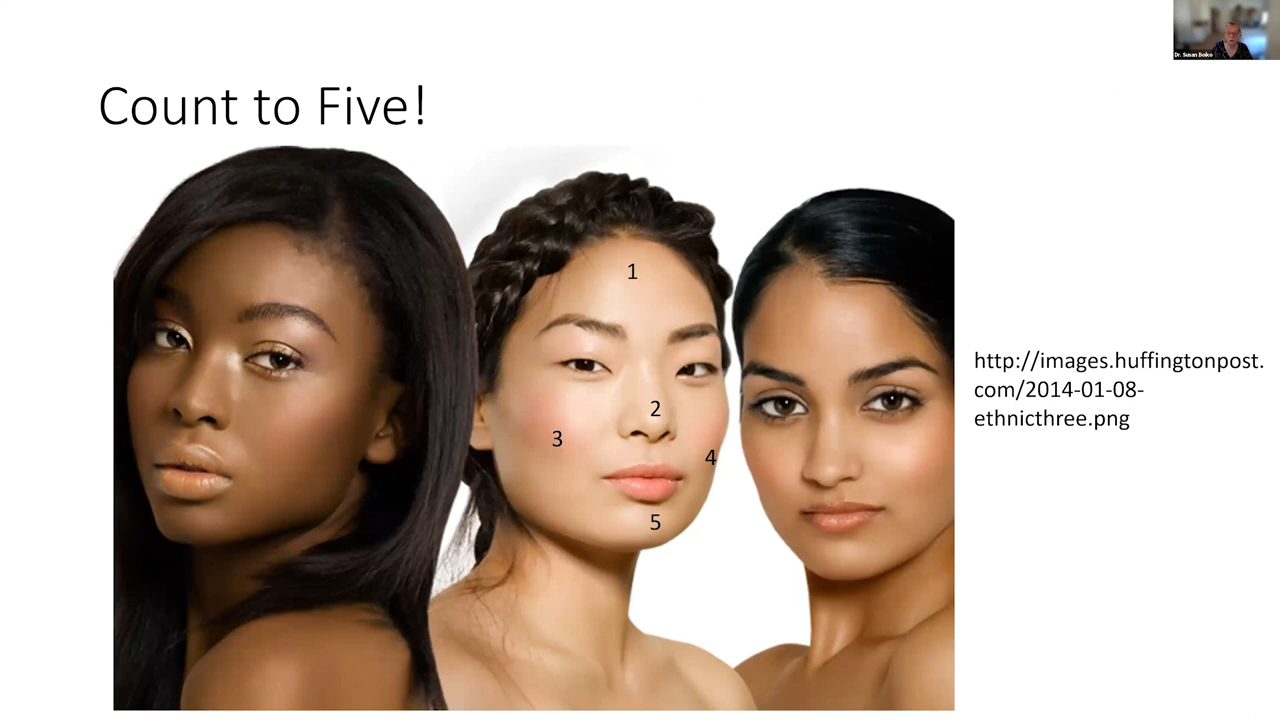 Dr. Susan Boiko
Count to Five!
1
2
3
4
5
http://images.huffingtonpost.
com/2014-01-08-
ethnicthree.png